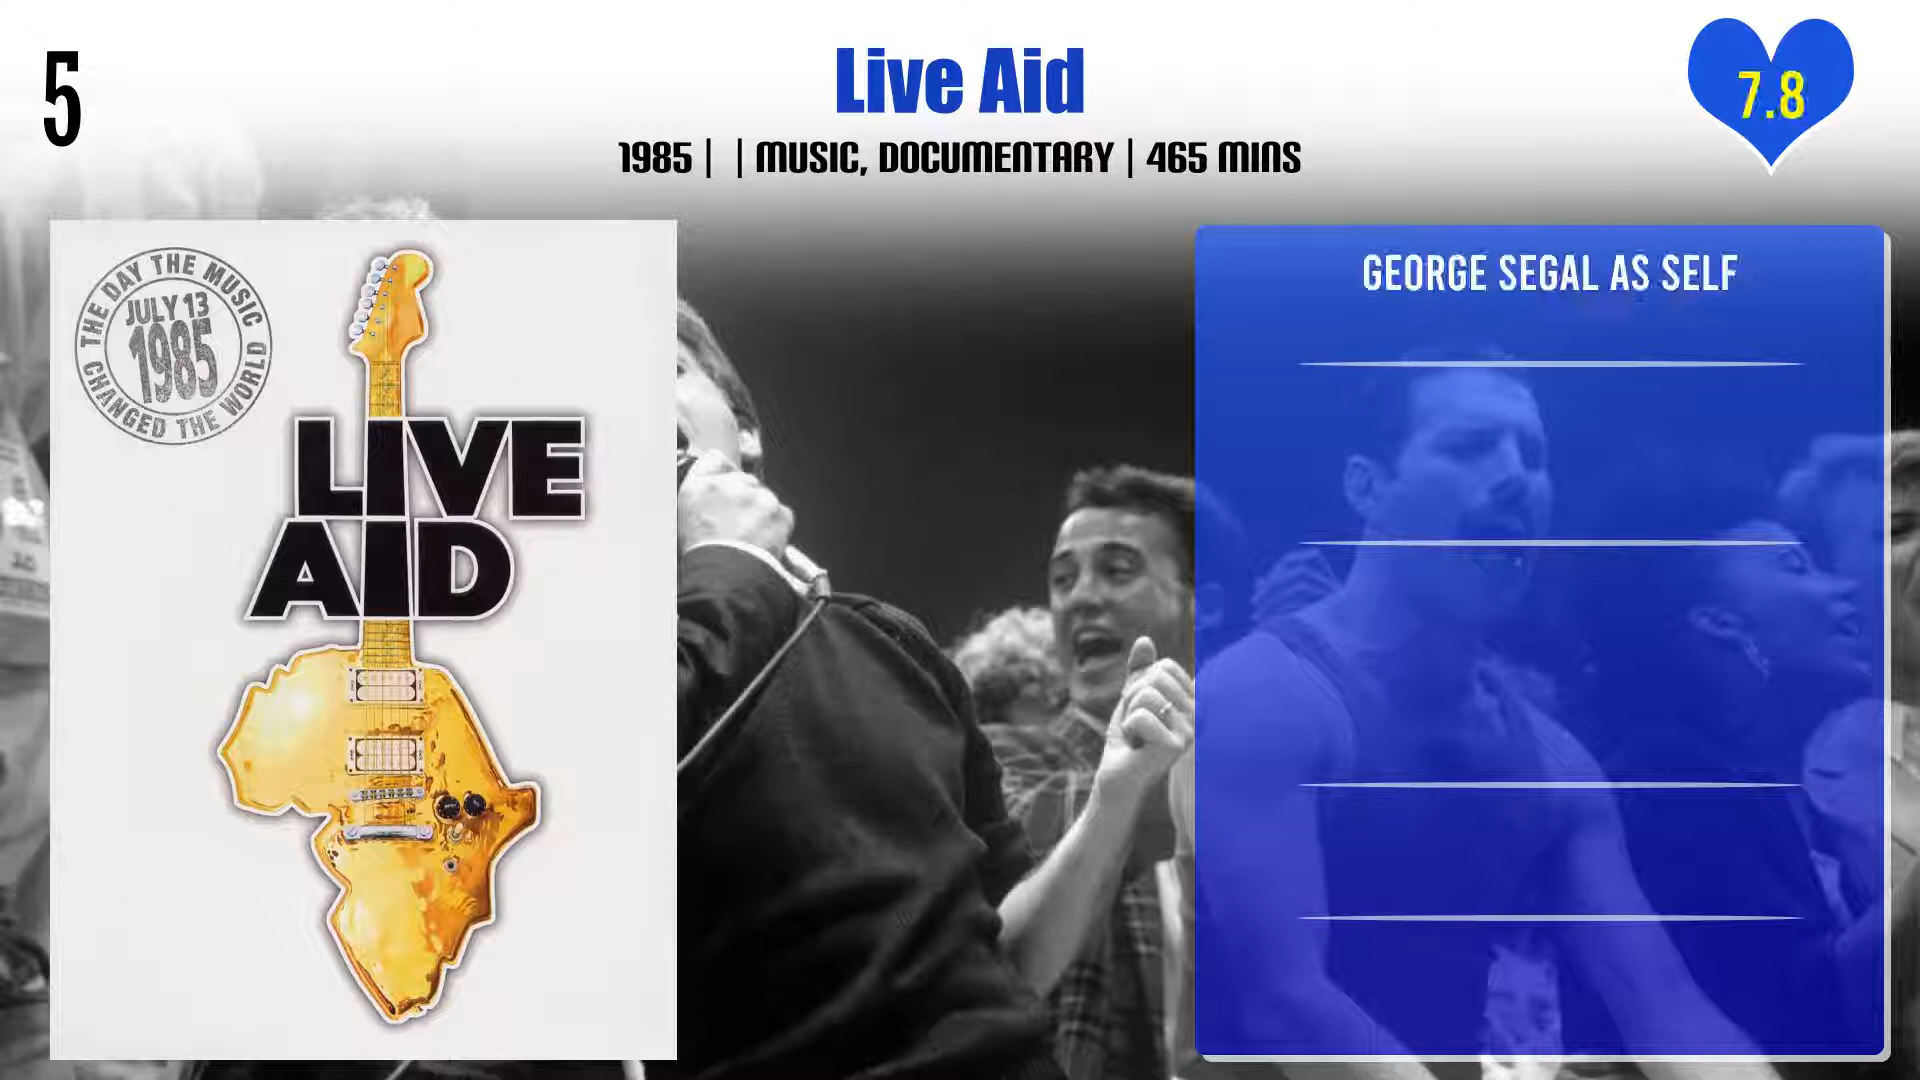 5
Live Aid
7.8
1985 | | MUSIC, DOCUMENTARY | 465 MINS
THE DAY THE MUSIC
JULY 13
1985
CHANGED THE WORLD
LIVE
AID
GEORGE SEGAL AS SELF